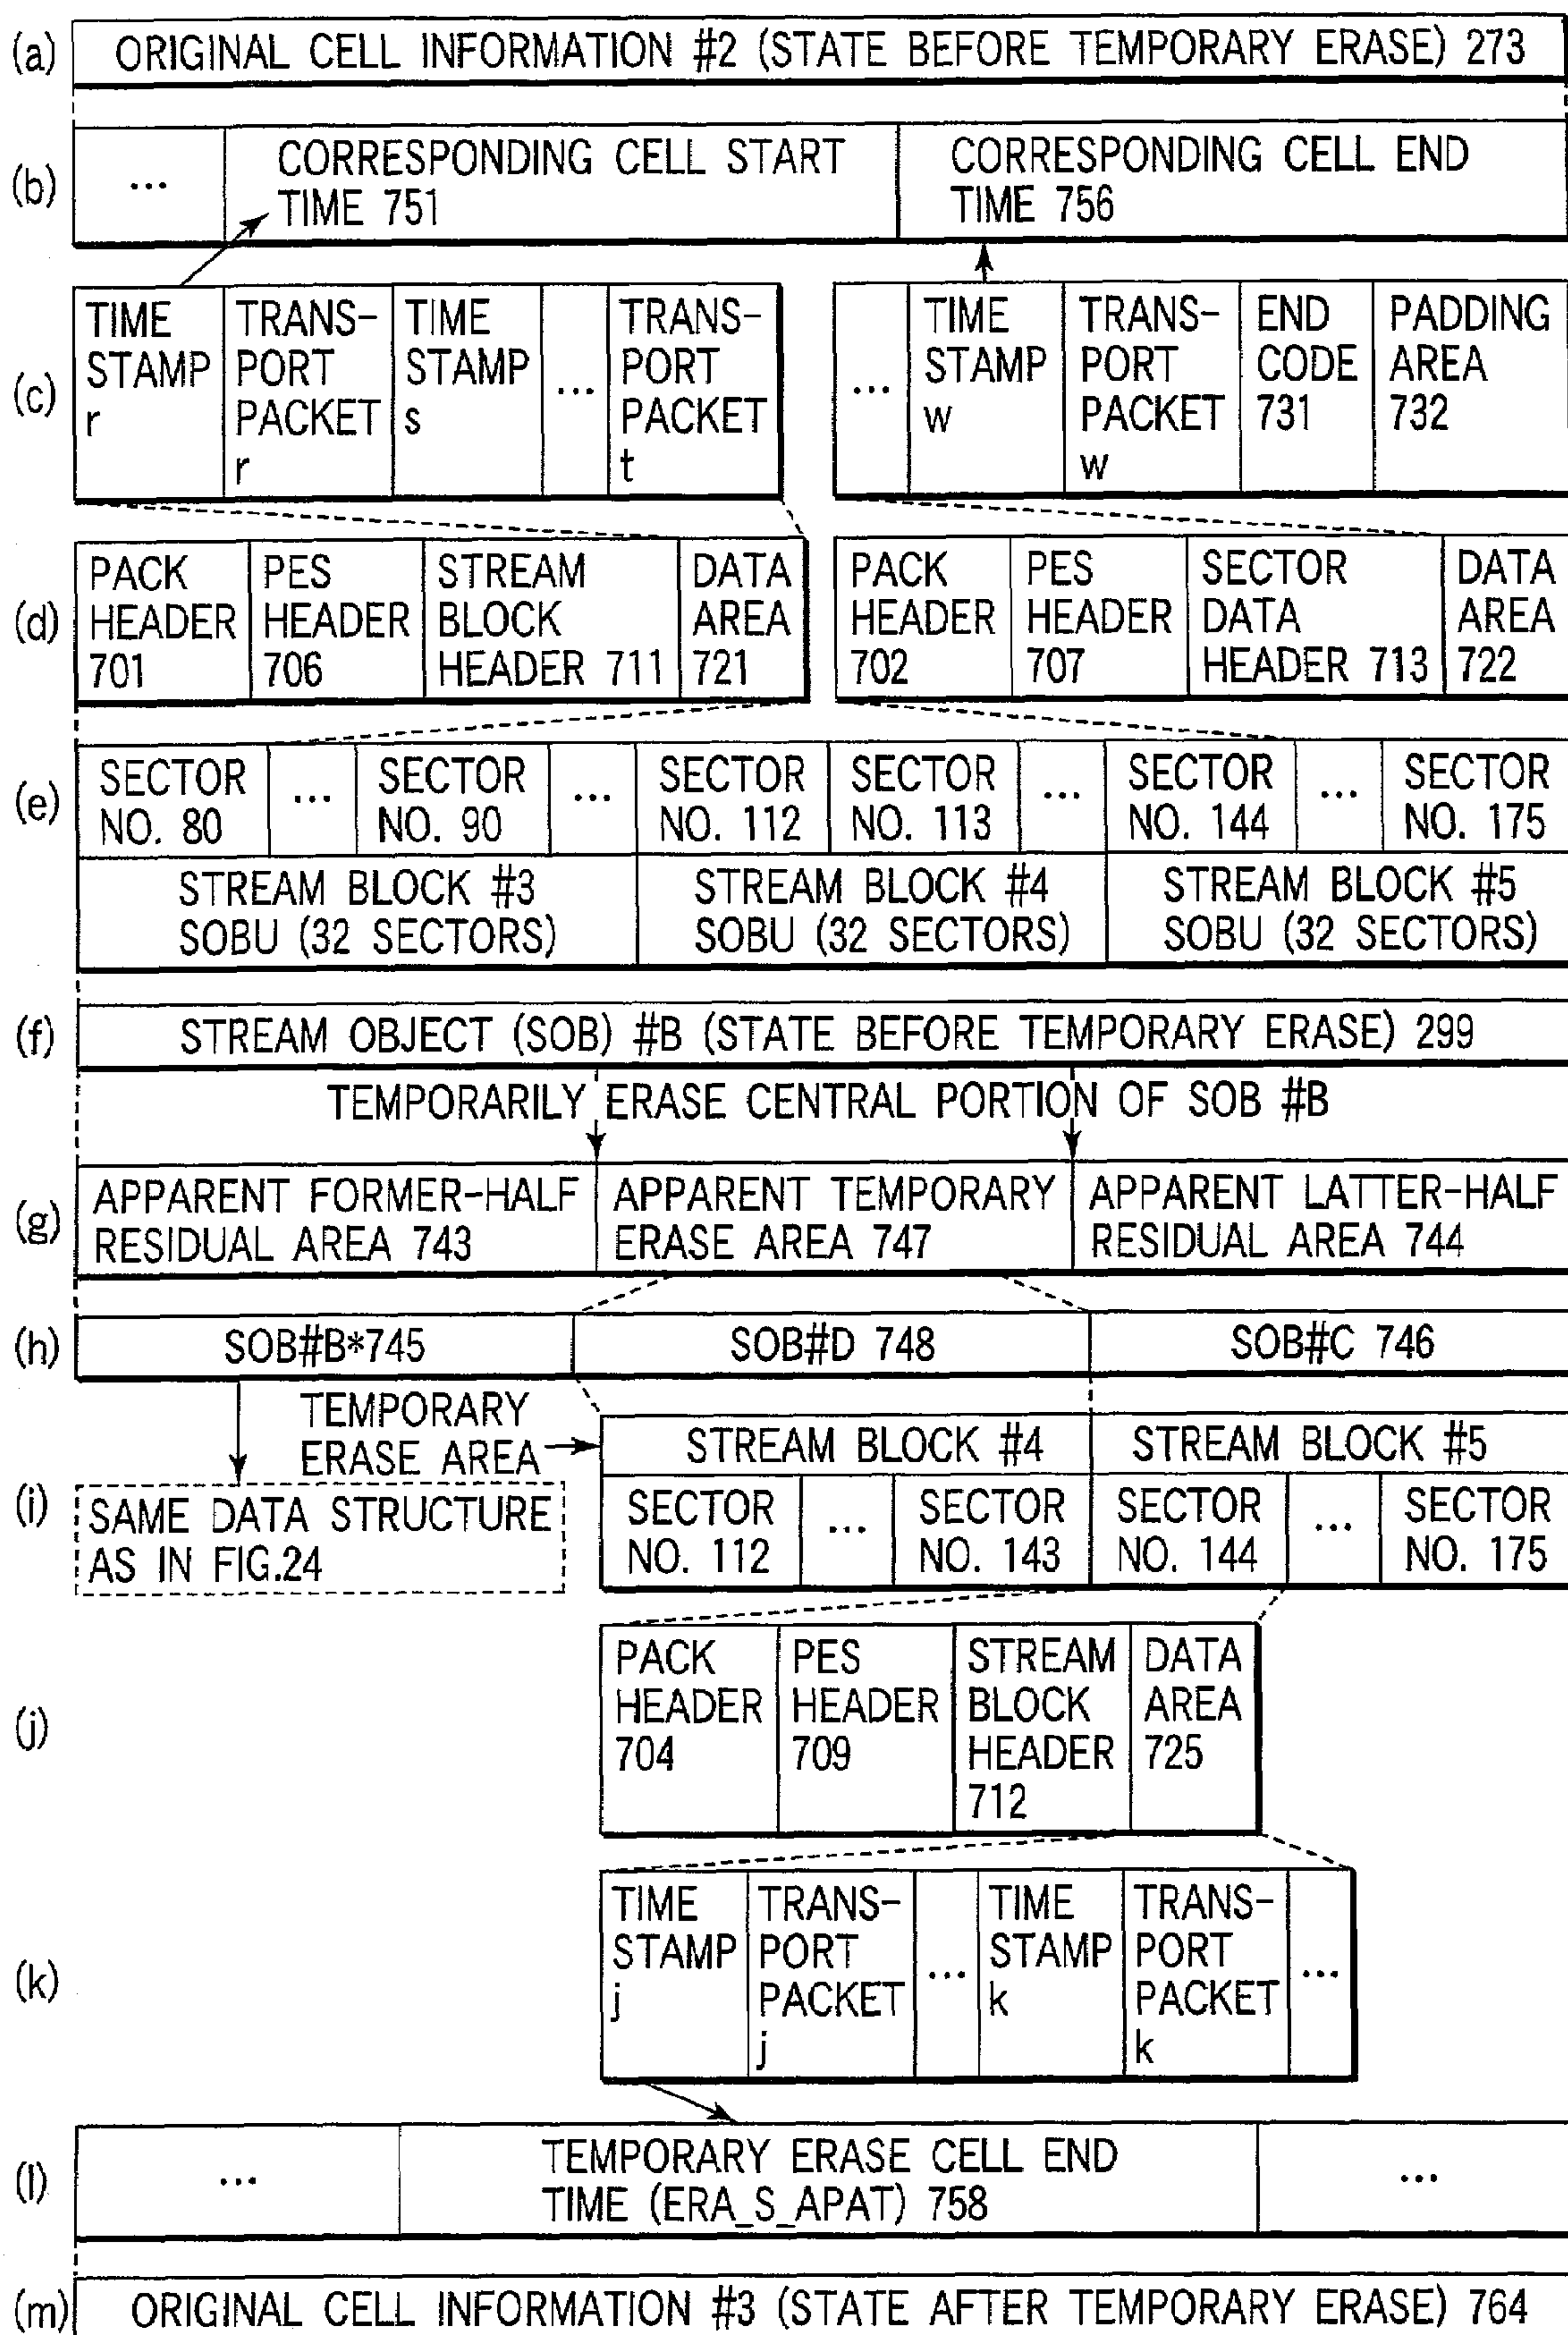 (a) ORIGINAL CELL INFORMATION #2 (STATE BEFORE TEMPORARY ERASE) 273
(b)
...
CORRESPONDING CELL START
TIME 751
CORRESPONDING CELL END
TIME 756
(c)
TIME
STAMP
r
TRANS-
PORT
PACKET
r
TIME
STAMP
s
...
TRANS-
PORT
PACKET
t
...
TIME
STAMP
w
TRANS-
PORT
PACKET
w
END
CODE
731
PADDING
AREA
732
(d)
PACK
HEADER
701
PES
HEADER
706
STREAM
BLOCK
HEADER 711
DATA
AREA
721
PACK
HEADER
702
PES
HEADER
707
SECTOR
DATA
HEADER 713
DATA
AREA
722
(e)
SECTOR
NO. 80
...
SECTOR
NO. 90
...
SECTOR
NO. 112
SECTOR
NO. 113
...
SECTOR
NO. 144
...
SECTOR
NO. 175
STREAM BLOCK #3
SOBU (32 SECTORS)
STREAM BLOCK #4
SOBU (32 SECTORS)
STREAM BLOCK #5
SOBU (32 SECTORS)
(f) STREAM OBJECT (SOB) #B (STATE BEFORE TEMPORARY ERASE) 299
TEMPORARILY ERASE CENTRAL PORTION OF SOB #B
(g)
APPARENT FORMER-HALF
RESIDUAL AREA 743
APPARENT TEMPORARY
ERASE AREA 747
APPARENT LATTER-HALF
RESIDUAL AREA 744
(h)
SOB#B*745
SOB#D 748
SOB#C 746
TEMPORARY
ERASE AREA
(i)
SAME DATA STRUCTURE
AS IN FIG.24
STREAM BLOCK #4
STREAM BLOCK #5
SECTOR
NO. 112
...
SECTOR
NO. 143
SECTOR
NO. 144
...
SECTOR
NO. 175
(j)
PACK
HEADER
704
PES
HEADER
709
STREAM
BLOCK
HEADER
712
DATA
AREA
725
(k)
TIME
STAMP
j
TRANS-
PORT
PACKET
j
...
TIME
STAMP
k
TRANS-
PORT
PACKET
k
...
(l)
...
TEMPORARY ERASE CELL END
TIME (ERA_S_APAT) 758
...
(m) ORIGINAL CELL INFORMATION #3 (STATE AFTER TEMPORARY ERASE) 764